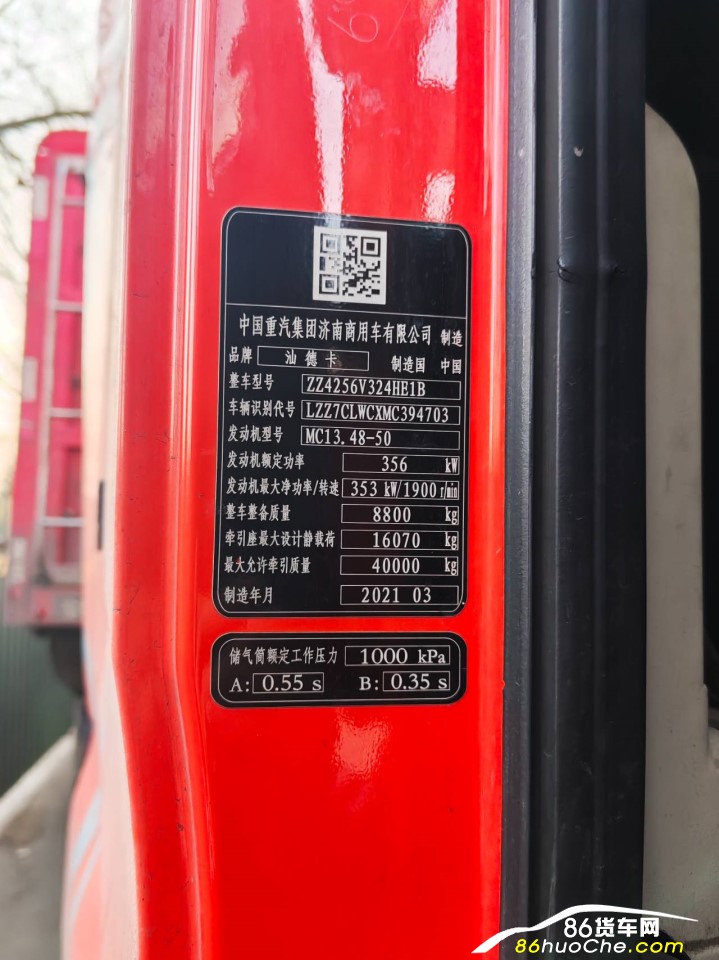 中国重汽集团济南商用车有限公司 制造
品牌 汕德卡 制造国 中国
整车型号 ZZ4256V324HE1B
车辆识别代号 LZZ7CLWCXMC394703
发动机型号 MC13.48-50
发动机额定功率 356 kW
发动机最大净功率/转速 353 kW/1900 r/min
整车整备质量 8800 kg
牵引座最大设计静载荷 16070 kg
最大允许牵引质量 40000 kg
制造年月 2021 03
储气筒额定工作压力 1000 kPa
A: 0.55 s B: 0.35 s
86货车网
86huoChe.com